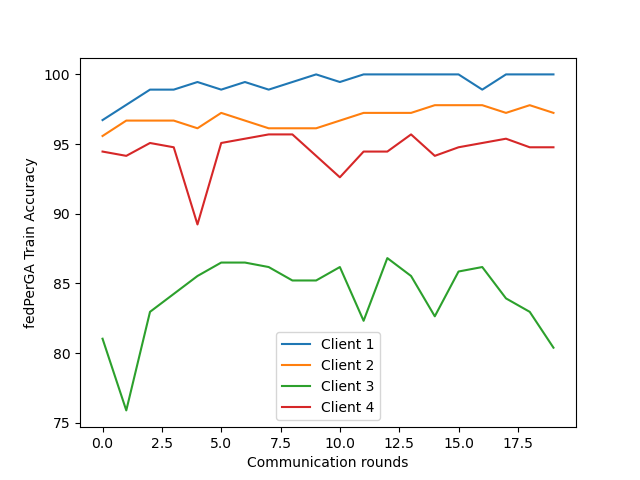 100
95
90
85
80
75
fedPerGA Train Accuracy
Client 1
Client 2
Client 3
Client 4
0.0 2.5 5.0 7.5 10.0 12.5 15.0 17.5
Communication rounds